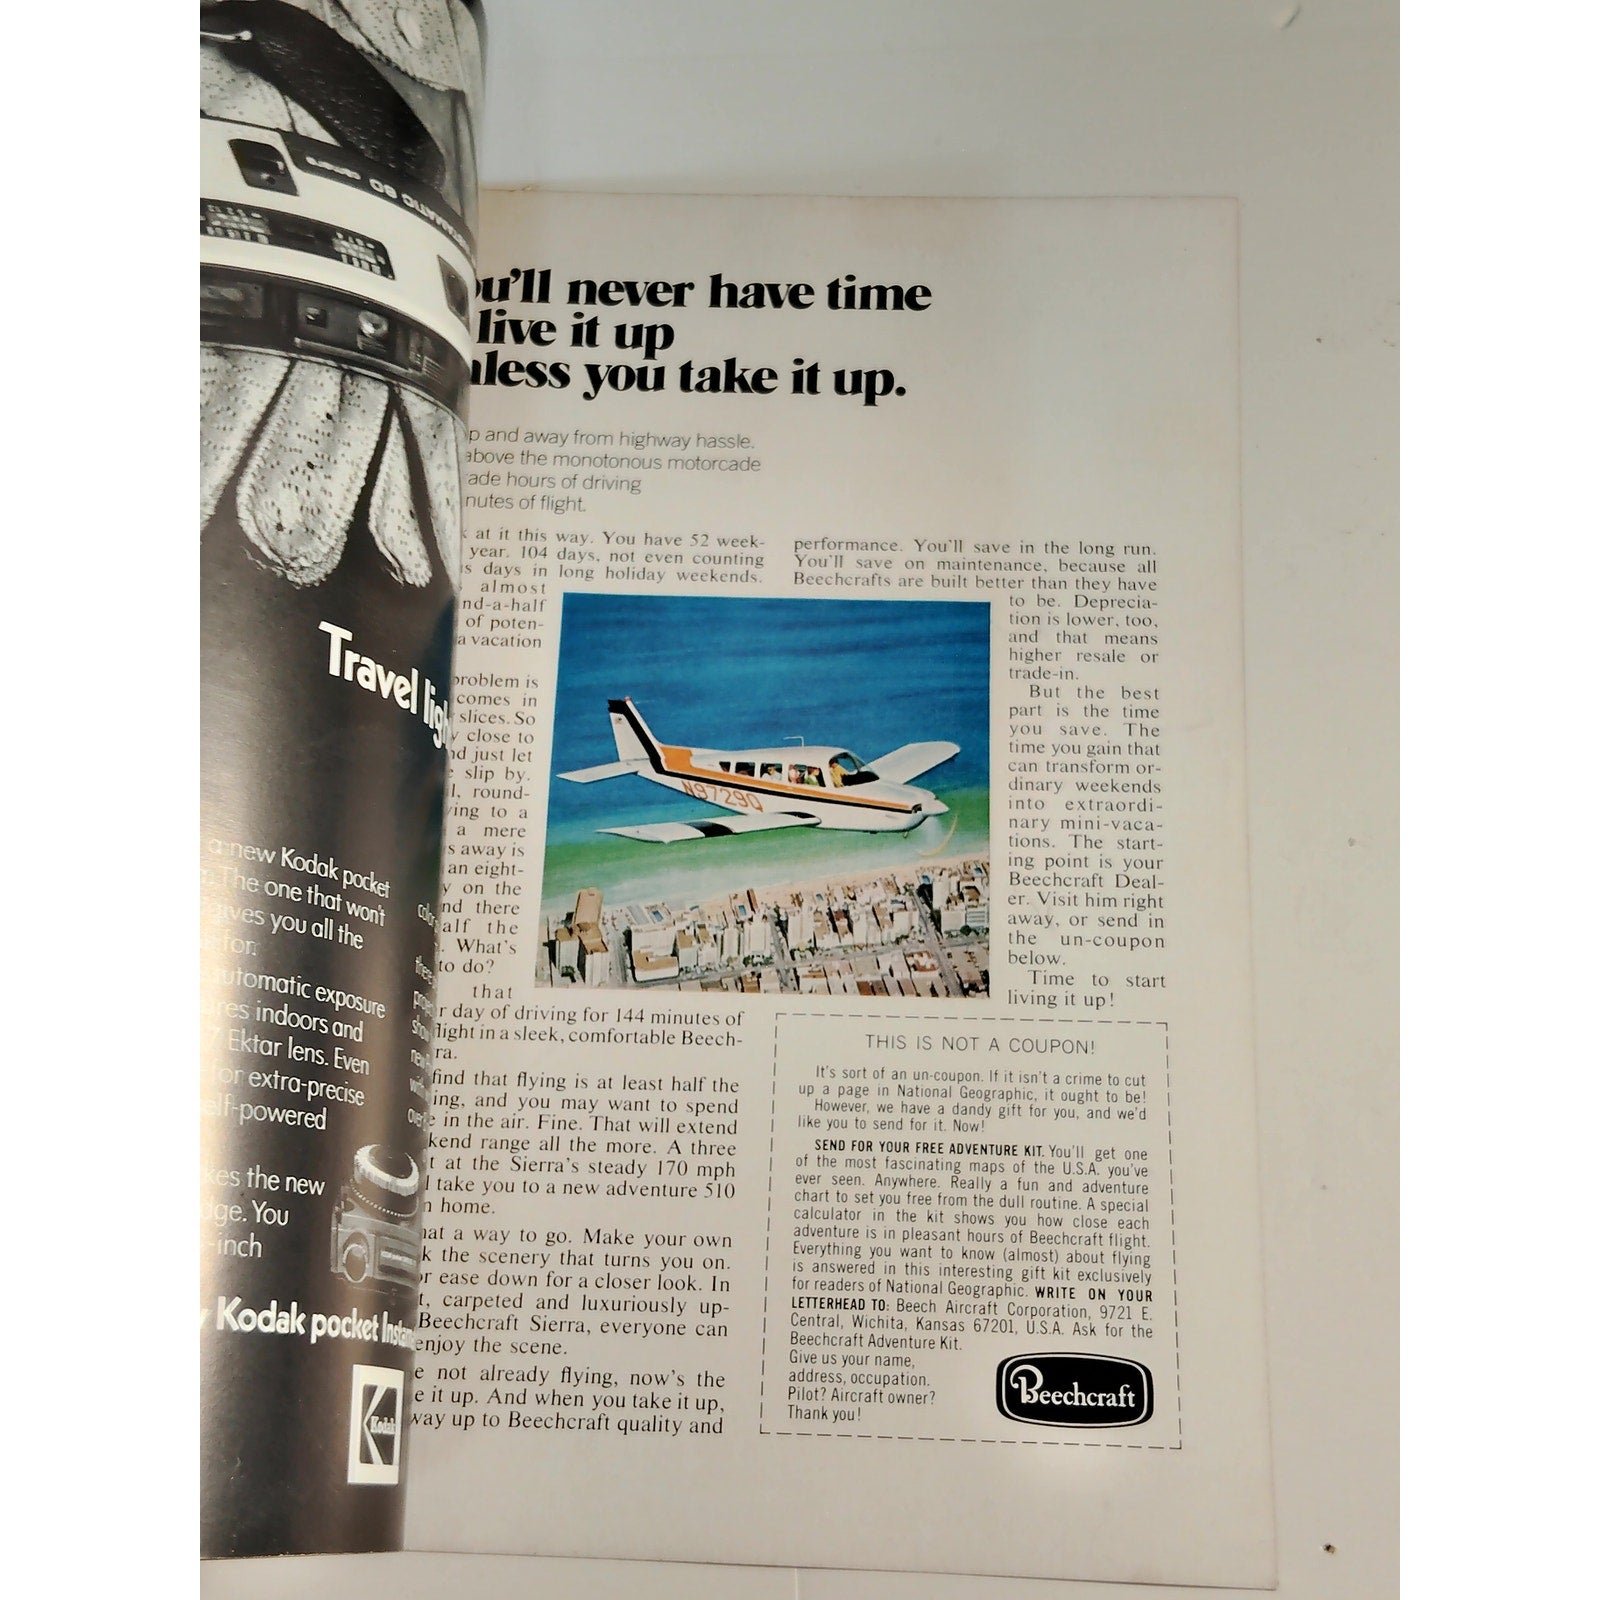 INSTAMATIC 60
Travel
a new Kodak pocket
The one that won't
gives you all the
for:
automatic exposure
indoors and
Ektar lens. Even
for extra-precise
self-powered
the new
You
-inch
Kodak pocket
Kodak
u'll never have time
live it up
less you take it up.
p and away from highway hassle.
above the monotonous motorcade
ade hours of driving
nutes of flight.
at it this way. You have 52 week-
year. 104 days, not even counting
s days in long holiday weekends.
almost
nd-a-half
of poten-
a vacation
problem is
comes in
slices. So
close to
nd just let
slip by.
l, round-
ying to a
a mere
s away is
an eight-
y on the
nd there
alf the
. What's
to do?
that
r day of driving for 144 minutes of
flight in a sleek, comfortable Beech-
ra.
find that flying is at least half the
ing, and you may want to spend
e in the air. Fine. That will extend
kend range all the more. A three
t at the Sierra's steady 170 mph
l take you to a new adventure 510
home.
hat a way to go. Make your own
k the scenery that turns you on.
or ease down for a closer look. In
t, carpeted and luxuriously up-
Beechcraft Sierra, everyone can
enjoy the scene.
e not already flying, now's the
e it up. And when you take it up,
way up to Beechcraft quality and
performance. You'll save in the long run.
You'll save on maintenance, because all
Beechcrafts are built better than they have
to be. Deprecia-
tion is lower, too,
and that means
higher resale or
trade-in.
But the best
part is the time
you save. The
time you gain that
can transform or-
dinary weekends
into extraordi-
nary mini-vaca-
tions. The start-
ing point is your
Beechcraft Deal-
er. Visit him right
away, or send in
the un-coupon
below.
Time to start
living it up!
N9729Q
THIS IS NOT A COUPON!
It's sort of an un-coupon. If it isn't a crime to cut
up a page in National Geographic, it ought to be!
However, we have a dandy gift for you, and we'd
like you to send for it. Now!
SEND FOR YOUR FREE ADVENTURE KIT. You'll get one
of the most fascinating maps of the U.S.A. you've
ever seen. Anywhere. Really a fun and adventure
chart to set you free from the dull routine. A special
calculator in the kit shows you how close each
adventure is in pleasant hours of Beechcraft flight.
Everything you want to know (almost) about flying
is answered in this interesting gift kit exclusively
for readers of National Geographic. WRITE ON YOUR
LETTERHEAD TO: Beech Aircraft Corporation, 9721 E.
Central, Wichita, Kansas 67201, U.S.A. Ask for the
Beechcraft Adventure Kit.
Give us your name,
address, occupation.
Pilot? Aircraft owner?
Thank you!
Beechcraft